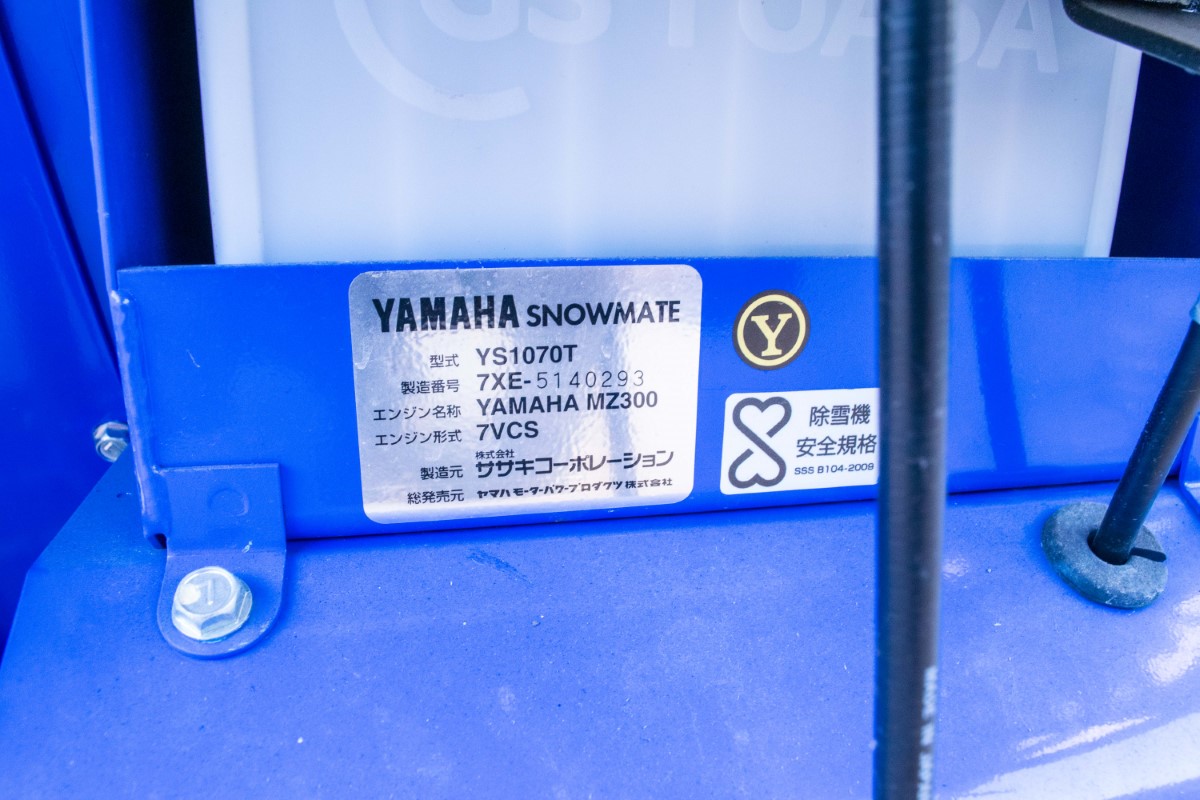 GS YUASA
YAMAHA SNOWMATE
型式 YS1070T
製造番号 7XE-5140293
エンジン名称 YAMAHA MZ300
エンジン形式 7VCS
製造元 株式会社 ササキコーポレーション
総発売元 ヤマハモーターパワープロダクツ株式会社
Y
除雪機
安全規格
SSS B104-2009